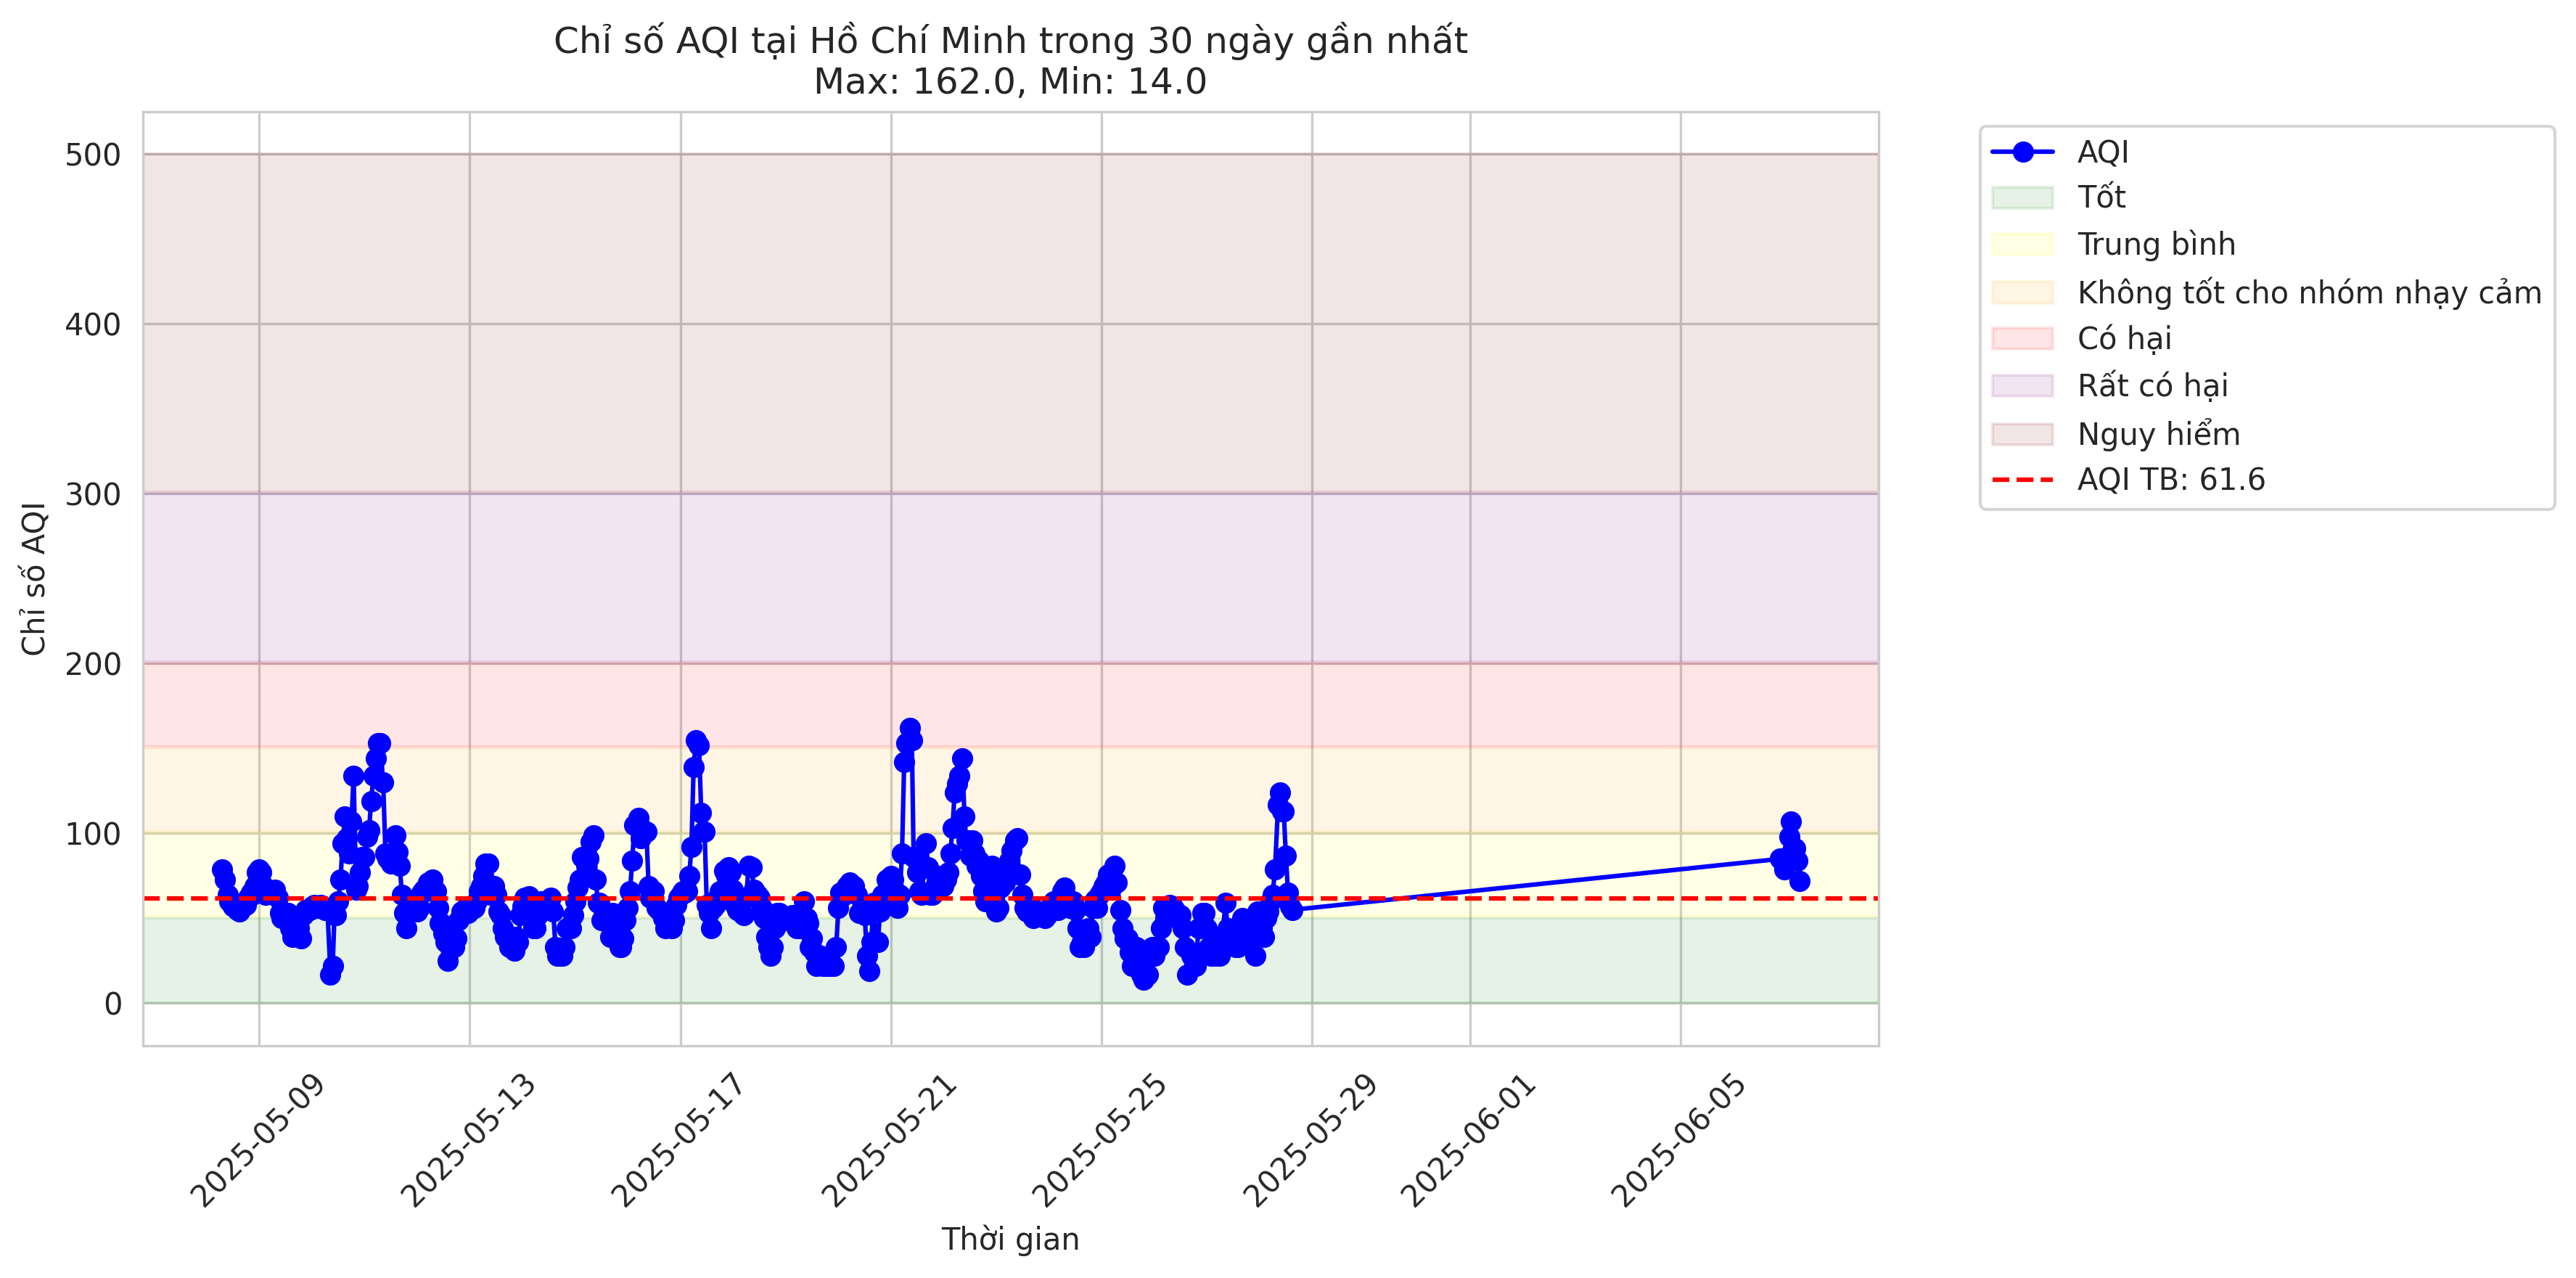 Chỉ số AQI tại Hồ Chí Minh trong 30 ngày gần nhất
Max: 162.0, Min: 14.0
Chỉ số AQI
500
400
300
200
100
0
2025-05-09
2025-05-13
2025-05-17
2025-05-21
2025-05-25
2025-05-29
2025-06-01
2025-06-05
Thời gian
AQI
Tốt
Trung bình
Không tốt cho nhóm nhạy cảm
Có hại
Rất có hại
Nguy hiểm
AQI TB: 61.6